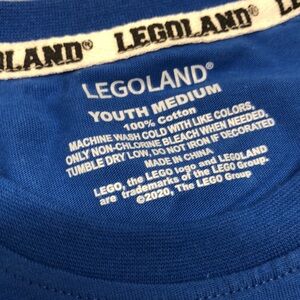 LEGOLAND® LEGOLAND®
LEGOLAND®
YOUTH MEDIUM
100% Cotton
MACHINE WASH COLD WITH LIKE COLORS,
ONLY NON-CHLORINE BLEACH WHEN NEEDED,
TUMBLE DRY LOW, DO NOT IRON IF DECORATED
MADE IN CHINA
LEGO, the LEGO logo and LEGOLAND
are trademarks of the LEGO Group.
©2020, The LEGO Group